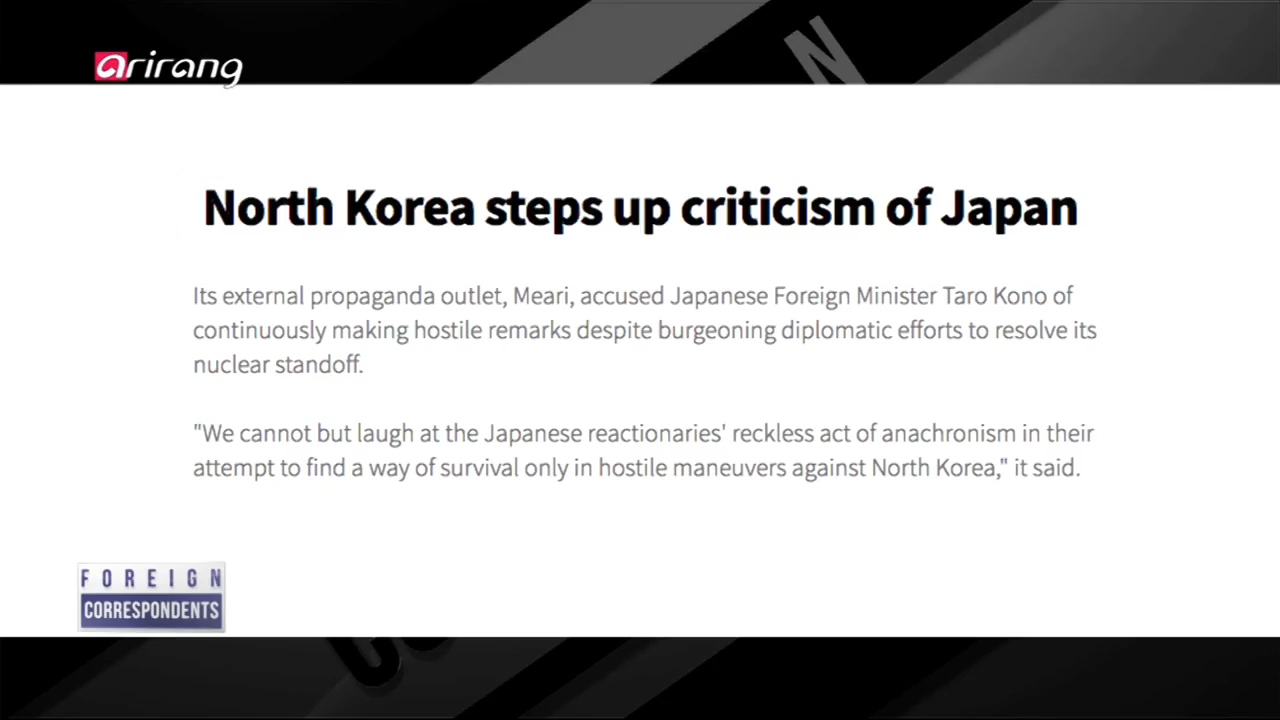 arirang
N
North Korea steps up criticism of Japan
Its external propaganda outlet, Meari, accused Japanese Foreign Minister Taro Kono of
continuously making hostile remarks despite burgeoning diplomatic efforts to resolve its
nuclear standoff.
"We cannot but laugh at the Japanese reactionaries' reckless act of anachronism in their
attempt to find a way of survival only in hostile maneuvers against North Korea," it said.
FOREIGN
CORRESPONDENTS